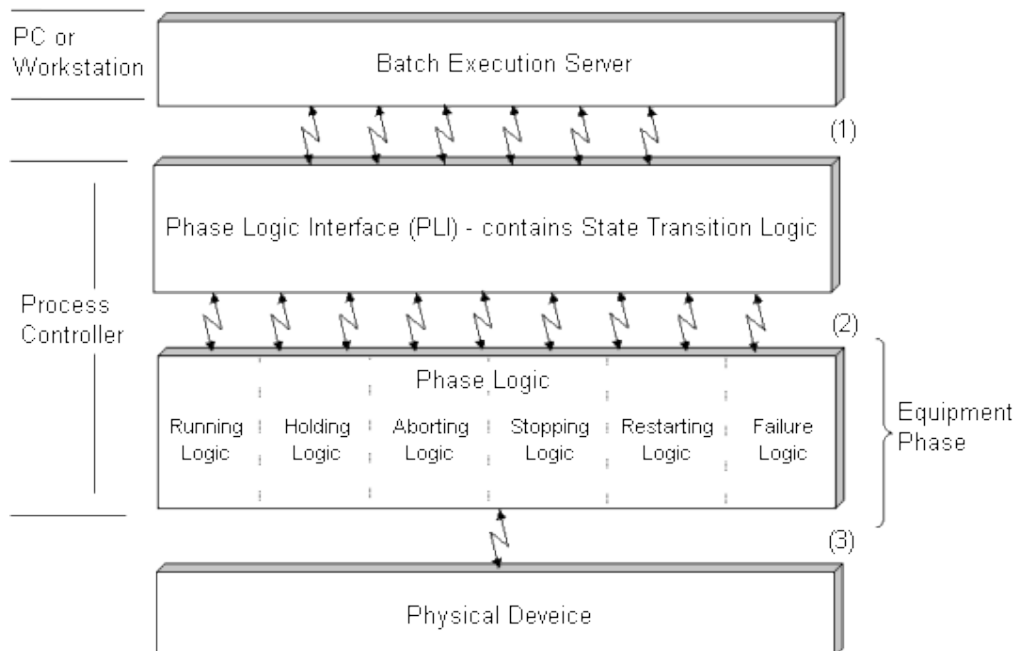 PC or
Workstation
Batch Execution Server
(1)
Phase Logic Interface (PLI) - contains State Transition Logic
Process
Controller
(2)
Phase Logic
Running
Logic
Holding
Logic
Aborting
Logic
Stopping
Logic
Restarting
Logic
Failure
Logic
Equipment
Phase
(3)
Physical Deveice